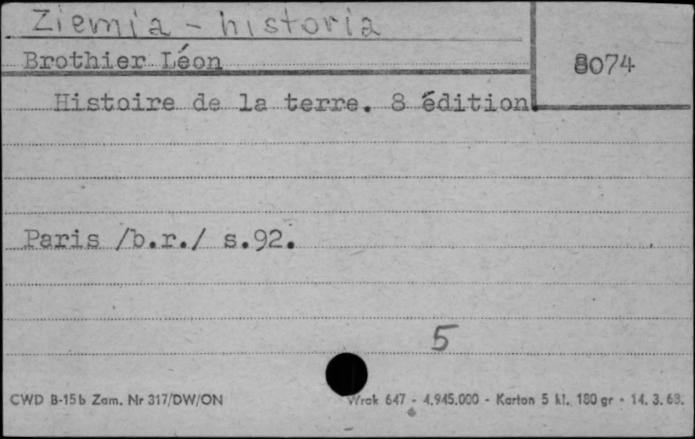 Ziemia - historia
Brothier Léon
8074
Histoire de la terre. 8 édition
Paris /b.r./ s.92.
5
CWD B-15b Zam. Nr 317/DW/ON
Wrak 647 - 4.945.000 - Karton 5 kl. 180 gr - 14. 3. 63.